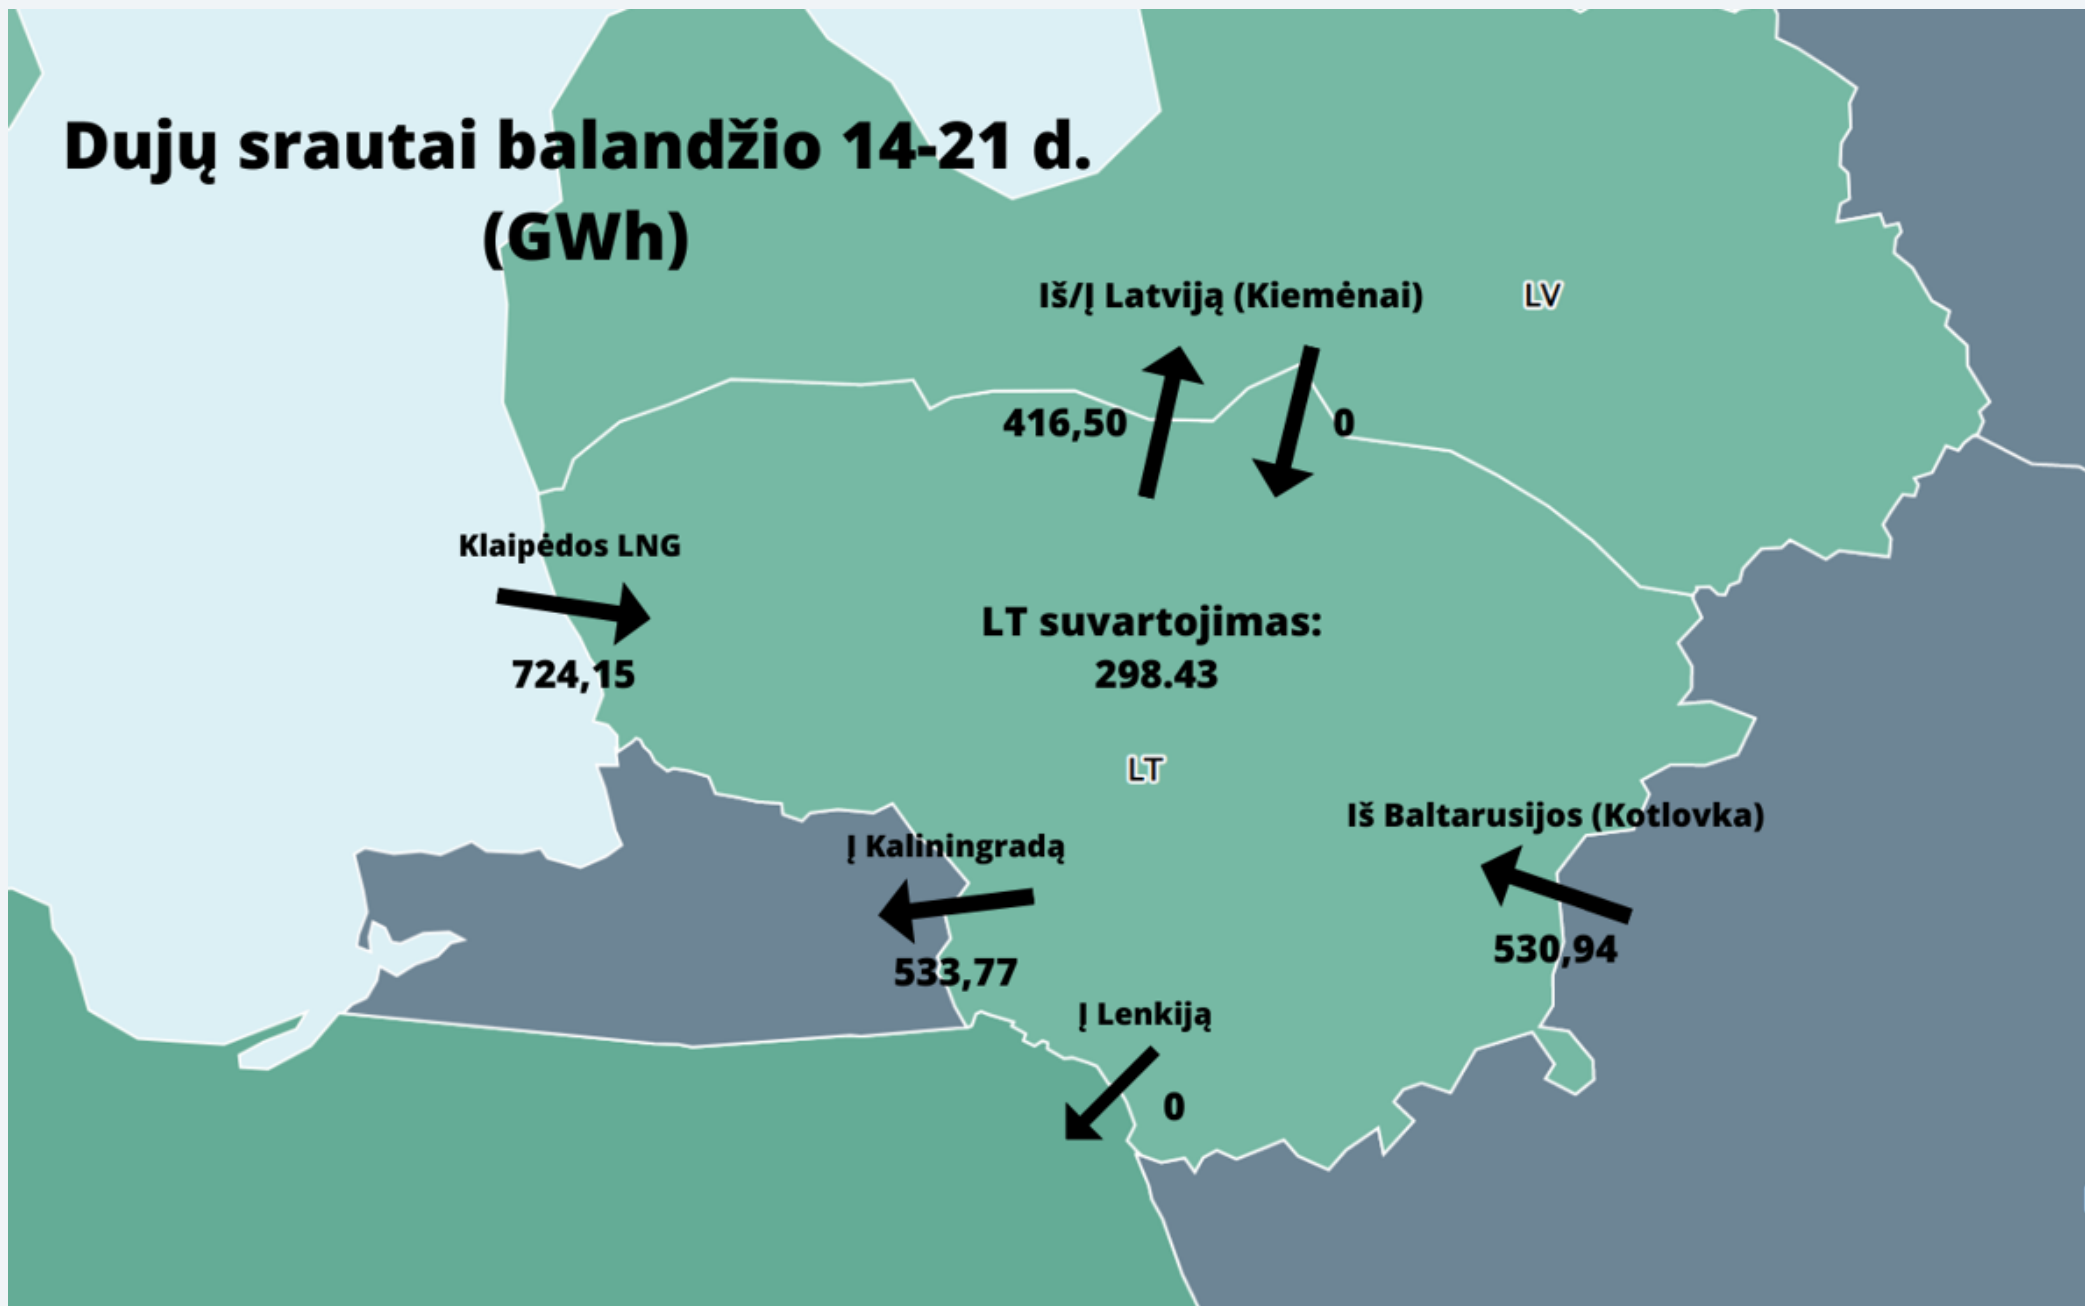 Dujų srautai balandžio 14-21 d.
(GWh)
Iš/Į Latviją (Kiemėnai)
LV
416,50
0
Klaipėdos LNG
724,15
LT suvartojimas:
298.43
LT
Iš Baltarusijos (Kotlovka)
530,94
Į Kaliningradą
533,77
Į Lenkiją
0